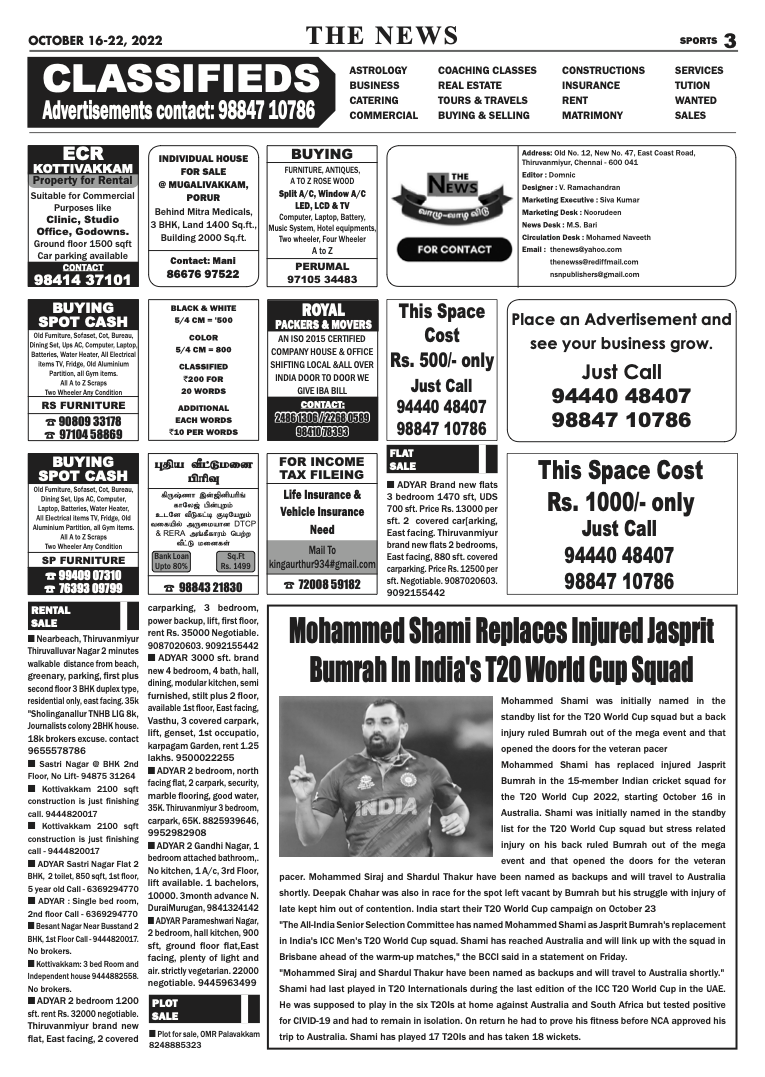 OCTOBER 16-22, 2022
THE NEWS
SPORTS 3
CLASSIFIEDS
Advertisements contact: 98847 10786
ASTROLOGY
BUSINESS
CATERING
COMMERCIAL
COACHING CLASSES
REAL ESTATE
TOURS & TRAVELS
BUYING & SELLING
CONSTRUCTIONS
INSURANCE
RENT
MATRIMONY
SERVICES
TUTION
WANTED
SALES
ECR
KOTTIVAKKAM
Property for Rental
Suitable for Commercial
Purposes like
Clinic, Studio
Office, Godowns.
Ground floor 1500 sqft
Car parking available
CONTACT
98414 37101
INDIVIDUAL HOUSE
FOR SALE
@ MUGALIVAKKAM,
PORUR
Behind Mitra Medicals,
3 BHK, Land 1400 Sq.ft.,
Building 2000 Sq.ft.
Contact: Mani
86676 97522
BUYING
FURNITURE, ANTIQUES,
A TO Z ROSE WOOD
Split A/C, Window A/C
LED, LCD & TV
Computer, Laptop, Battery,
Music System, Hotel equipments,
Two wheeler, Four Wheeler
A to Z
PERUMAL
97105 34483
THE
NEWS
வாழு-வாழ விடு
FOR CONTACT
Address: Old No. 12, New No. 47, East Coast Road,
Thiruvanmiyur, Chennai - 600 041
Editor : Domnic
Designer : V. Ramachandran
Marketing Executive : Siva Kumar
Marketing Desk : Noorudeen
News Desk : M.S. Bari
Circulation Desk : Mohamed Naveeth
Email : thenews@yahoo.com
thenewss@rediffmail.com
nsnpublishers@gmail.com
BUYING
SPOT CASH
Old Furniture, Sofaset, Cot, Bureau,
Dining Set, Ups AC, Computer, Laptop,
Batteries, Water Heater, All Electrical
items TV, Fridge, Old Aluminium
Partition, all Gym items.
All A to Z Scraps
Two Wheeler Any Condition
RS FURNITURE
☎ 90809 33178
☎ 97104 58869
BLACK & WHITE
5/4 CM = '500
COLOR
5/4 CM = 800
CLASSIFIED
₹200 FOR
20 WORDS
ADDITIONAL
EACH WORDS
₹10 PER WORDS
ROYAL
PACKERS & MOVERS
AN ISO 2015 CERTIFIED
COMPANY HOUSE & OFFICE
SHIFTING LOCAL &ALL OVER
INDIA DOOR TO DOOR WE
GIVE IBA BILL
CONTACT:
2486 1306 / 2268 0589
98410 78393
This Space
Cost
Rs. 500/- only
Just Call
94440 48407
98847 10786
Place an Advertisement and
see your business grow.
Just Call
94440 48407
98847 10786
BUYING
SPOT CASH
Old Furniture, Sofaset, Cot, Bureau,
Dining Set, Ups AC, Computer,
Laptop, Batteries, Water Heater,
All Electrical items TV, Fridge, Old
Aluminium Partition, all Gym items.
All A to Z Scraps
Two Wheeler Any Condition
SP FURNITURE
☎ 99409 07310
☎ 76393 09799
புதிய வீட்டுமனை
பிரிவு
கிருஷ்ணா இன்ஜினியரிங்
காலேஜ் பின்புறம்
உடனே வீடுகட்டி குடியேறும்
வகையில் அருமையான DTCP
& RERA அங்கீகாரம் பெற்ற
வீட்டு மனைகள்
Bank Loan
Upto 80%
Sq.Ft
Rs. 1499
☎ 98843 21830
FOR INCOME
TAX FILEING
Life Insurance &
Vehicle Insurance
Need
Mail To
kingaurthur934#gmail.com
☎ 72008 59182
FLAT
SALE
■ ADYAR Brand new flats
3 bedroom 1470 sft, UDS
700 sft. Price Rs. 13000 per
sft. 2 covered car[arking,
East facing. Thiruvanmiyur
brand new flats 2 bedrooms,
East facing, 880 sft. covered
carparking. Price Rs. 12500 per
sft. Negotiable. 9087020603.
9092155442
This Space Cost
Rs. 1000/- only
Just Call
94440 48407
98847 10786
RENTAL
SALE
■ Nearbeach, Thiruvanmiyur
Thiruvalluvar Nagar 2 minutes
walkable distance from beach,
greenary, parking, first plus
second floor 3 BHK duplex type,
residential only, east facing. 35k
"Sholinganallur TNHB LIG 8k,
Journalists colony 2BHK house.
18k brokers excuse. contact
9655578786
■ Sastri Nagar @ BHK 2nd
Floor, No Lift- 94875 31264
■ Kottivakkam 2100 sqft
construction is just finishing
call. 9444820017
■ Kottivakkam 2100 sqft
construction is just finishing
call - 9444820017
■ ADYAR Sastri Nagar Flat 2
BHK, 2 toilet, 850 sqft, 1st floor,
5 year old Call - 6369294770
■ ADYAR : Single bed room,
2nd floor Call - 6369294770
■ Besant Nagar Near Busstand 2
BHK, 1st Floor Call - 9444820017.
No brokers.
■ Kottivakkam: 3 bed Room and
Independent house 9444882558.
No brokers.
■ ADYAR 2 bedroom 1200
sft. rent Rs. 32000 negotiable.
Thiruvanmiyur brand new
flat, East facing, 2 covered
carparking, 3 bedroom,
power backup, lift, first floor,
rent Rs. 35000 Negotiable.
9087020603. 9092155442
■ ADYAR 3000 sft. brand
new 4 bedroom, 4 bath, hall,
dining, modular kitchen, semi
furnished, stilt plus 2 floor,
available 1st floor, East facing,
Vasthu, 3 covered carpark,
lift, genset, 1st occupatio,
karpagam Garden, rent 1.25
lakhs. 9500022255
■ ADYAR 2 bedroom, north
facing flat, 2 carpark, security,
marble flooring, good water,
35K. Thiruvanmiyur 3 bedroom,
carpark, 65K. 8825939646,
9952982908
■ ADYAR 2 Gandhi Nagar, 1
bedroom attached bathroom,.
No kitchen, 1 A/c, 3rd Floor,
lift available. 1 bachelors,
10000. 3month advance N.
DuraiMurugan, 9841324142
■ ADYAR Parameshwari Nagar,
2 bedroom, hall kitchen, 900
sft, ground floor flat,East
facing, plenty of light and
air. strictly vegetarian. 22000
negotiable. 9445963499
PLOT
SALE
■ Plot for sale, OMR Palavakkam
8248885323
Mohammed Shami Replaces Injured Jasprit
Bumrah In India's T20 World Cup Squad
INDIA
Mohammed Shami was initially named in the
standby list for the T20 World Cup squad but a back
injury ruled Bumrah out of the mega event and that
opened the doors for the veteran pacer
Mohammed Shami has replaced injured Jasprit
Bumrah in the 15-member Indian cricket squad for
the T20 World Cup 2022, starting October 16 in
Australia. Shami was initially named in the standby
list for the T20 World Cup squad but stress related
injury on his back ruled Bumrah out of the mega
event and that opened the doors for the veteran
pacer. Mohammed Siraj and Shardul Thakur have been named as backups and will travel to Australia
shortly. Deepak Chahar was also in race for the spot left vacant by Bumrah but his struggle with injury of
late kept him out of contention. India start their T20 World Cup campaign on October 23
"The All-India Senior Selection Committee has named Mohammed Shami as Jasprit Bumrah's replacement
in India's ICC Men's T20 World Cup squad. Shami has reached Australia and will link up with the squad in
Brisbane ahead of the warm-up matches," the BCCI said in a statement on Friday.
"Mohammed Siraj and Shardul Thakur have been named as backups and will travel to Australia shortly."
Shami had last played in T20 Internationals during the last edition of the ICC T20 World Cup in the UAE.
He was supposed to play in the six T20Is at home against Australia and South Africa but tested positive
for COVID-19 and had to remain in isolation. On return he had to prove his fitness before NCA approved his
trip to Australia. Shami has played 17 T20Is and has taken 18 wickets.